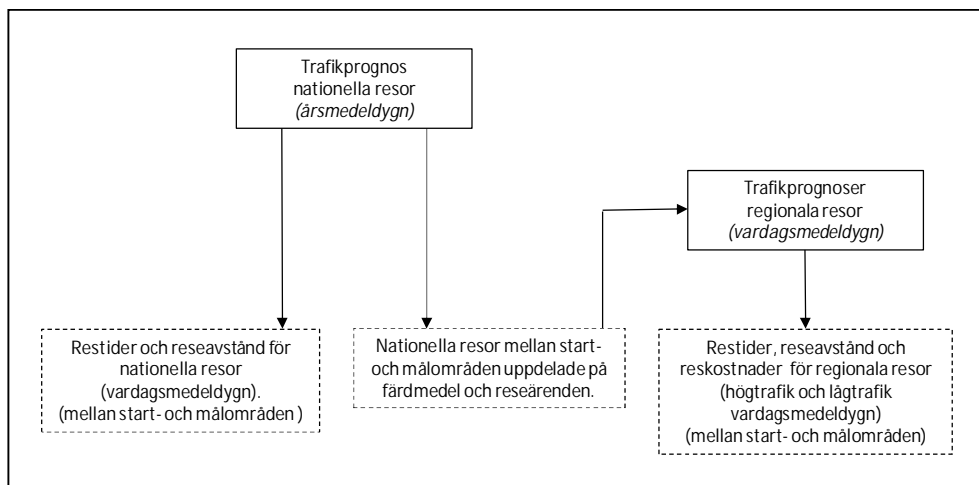 Trafikprognos
nationella resor
(årsmedeldygn)
Trafikprognoser
regionala resor
(vardagsmedeldygn)
Restider och reseavstånd för
nationella resor
(vardagsmedeldygn).
(mellan start- och målområden )
Nationella resor mellan start-
och målområden uppdelade på
färdmedel och reseärenden.
Restider, reseavstånd och
reskostnader för regionala resor
(högtrafik och lågtrafik
vardagsmedeldygn)
(mellan start- och målområden)